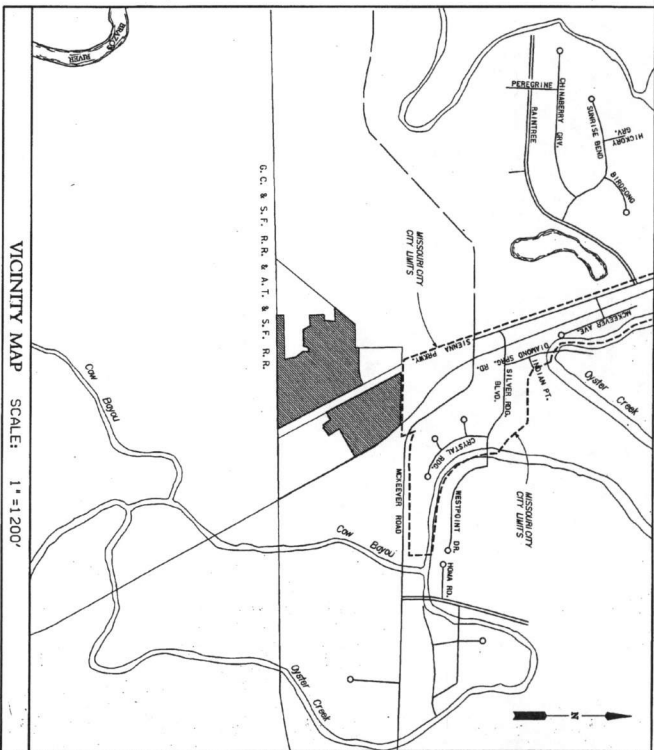 HICKORY
GRV.
SUNRISE BEND
BIRDSONG
CHINABERRY GRV.
PEREGRINE
RAINTREE
BRAZOS
RIVER
MISSOURI CITY
CITY LIMITS
MCKEEVER AVE.
SIENNA PRKWY.
DIAMOND SPRG. RD.
INDIAN PT.
Oyster Creek
SILVER RDG.
BLVD.
MISSOURI CITY
CITY LIMITS
CRYSTAL RDG.
WESTPOINT DR.
HOMA RD.
MCKEEVER ROAD
G.C. & S.F. R.R. & A.T. & S.F. R.R.
Cow Bayou
Cow Bayou
Oyster Creek
N
VICINITY MAP
SCALE: 1" = 1200'